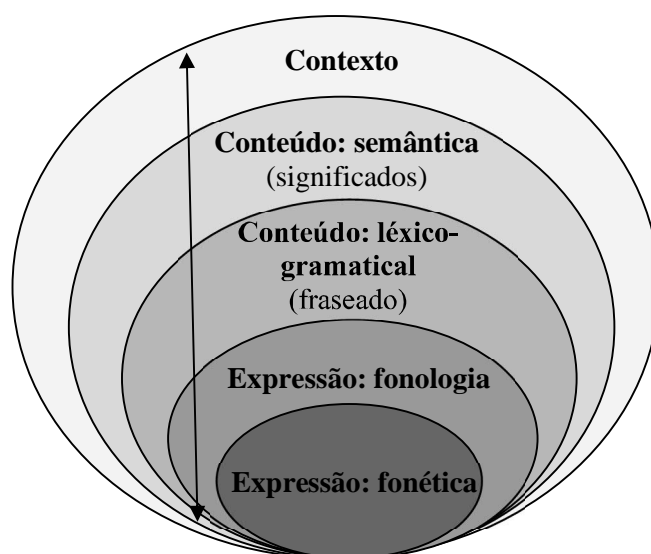 Contexto
Conteúdo: semântica
(significados)
Conteúdo: léxico-
gramatical
(fraseado)
Expressão: fonologia
Expressão: fonética